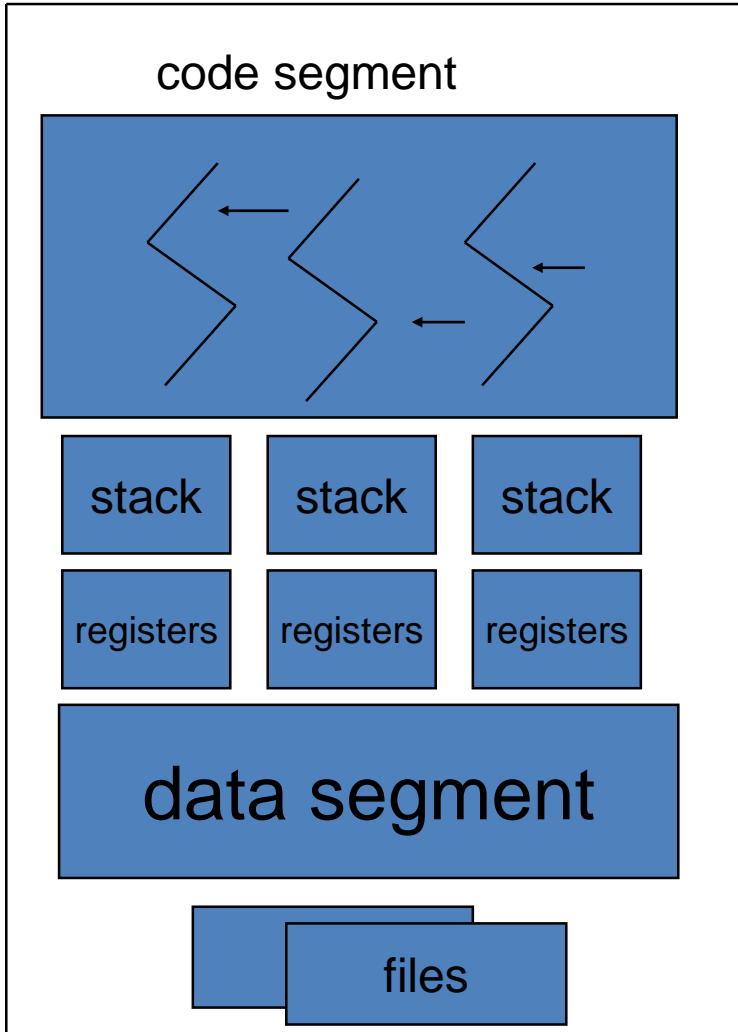 code segment
stack stack stack
registers registers registers
data segment
files